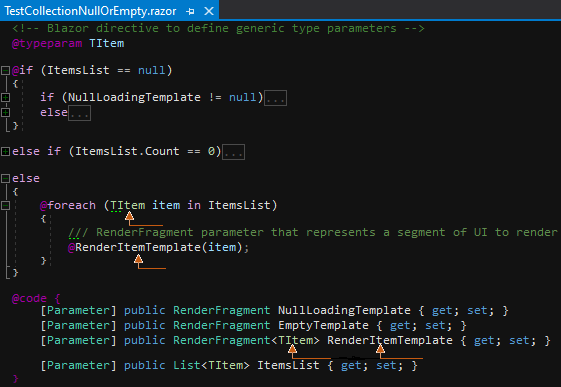 TestCollectionNullOrEmpty.razor
<!-- Blazor directive to define generic type parameters -->
@typeparam TItem
@if (ItemsList == null)
{
if (NullLoadingTemplate != null)...
else...
}
else if (ItemsList.Count == 0)...
else
{
@foreach (TItem item in ItemsList)
{
/// RenderFragment parameter that represents a segment of UI to render
@RenderItemTemplate(item);
}
}
@code {
[Parameter] public RenderFragment NullLoadingTemplate { get; set; }
[Parameter] public RenderFragment EmptyTemplate { get; set; }
[Parameter] public RenderFragment<TItem> RenderItemTemplate { get; set; }
[Parameter] public List<TItem> ItemsList { get; set; }
}